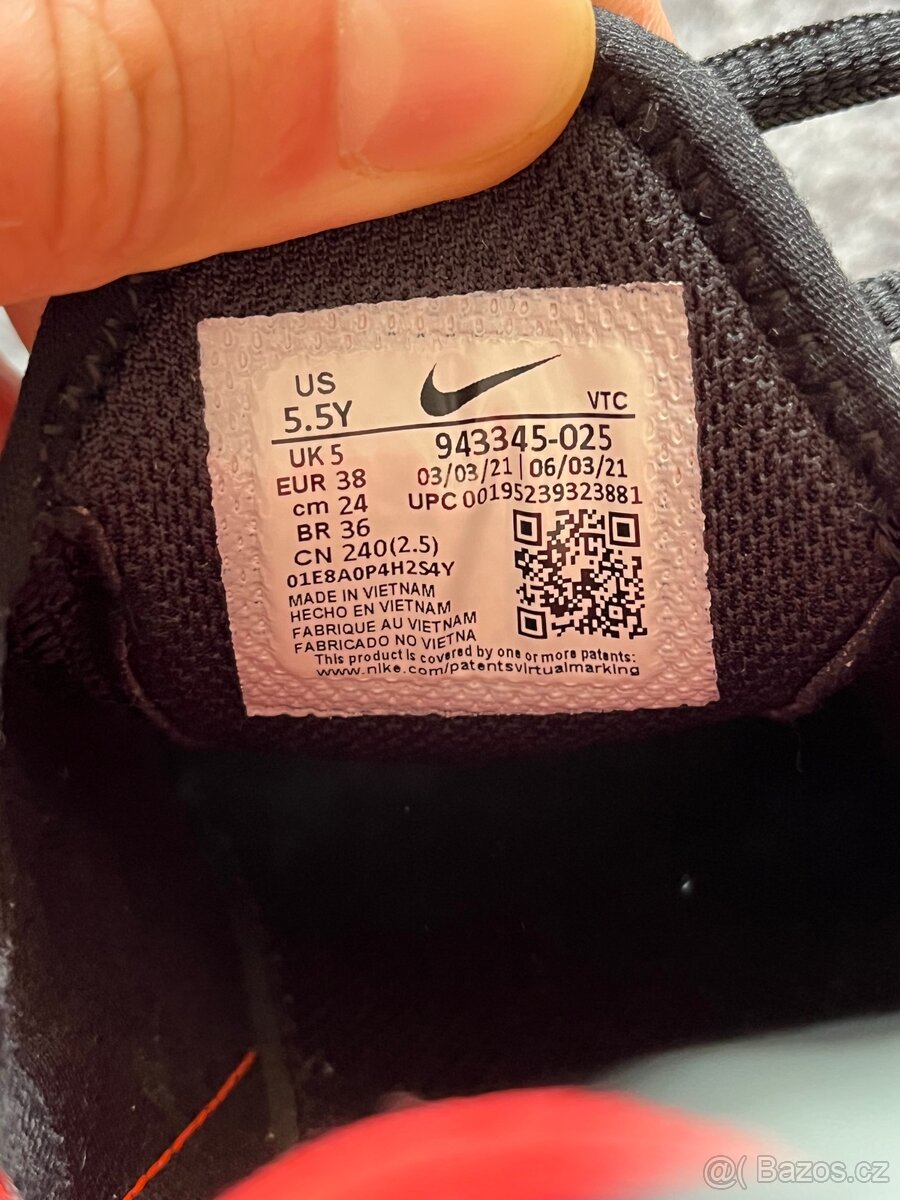 US
5.5Y
VTC
UK 5
943345-025
EUR 38
03/03/21 | 06/03/21
cm 24
UPC 00195239323881
BR 36
CN 240(2.5)
01E8A0P4H2S4Y
MADE IN VIETNAM
HECHO EN VIETNAM
FABRIQUE AU VIETNAM
FABRICADO NO VIETNA
This product is covered by one or more patents:
www.nike.com/patentsvirtualmarking
@( Bazos.cz